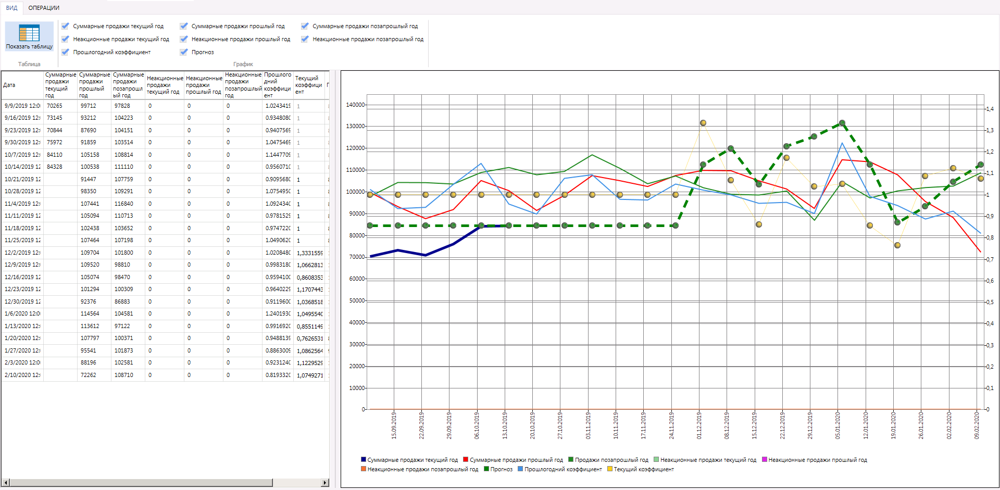 ВИД ОПЕРАЦИИ
Показать таблицу
Таблица
Суммарные продажи текущий год Суммарные продажи прошлый год Суммарные продажи позапрошлый год
Неакционные продажи текущий год Неакционные продажи прошлый год Неакционные продажи позапрошлый год
Прошлогодний коэффициент Прогноз
График
Дата
Суммарные
продажи
текущий
год
Суммарные
продажи
прошлый
год
Суммарные
продажи
позапрошл
ый год
Неакционные
продажи
текущий год
Неакционные
продажи
прошлый год
Неакционные
продажи
позапрошлый
год
Прошлого
дний
коэффици
ент
Текущий
коэффици
ент
9/9/2019 12:0 70265 99712 97828 0 0 0 1.0243419 1
9/16/2019 12: 73145 93212 104223 0 0 0 0.934808 1
9/23/2019 12: 70844 87690 104151 0 0 0 0.9407569 1
9/30/2019 12: 75972 91859 103514 0 0 0 1.0475469 1
10/7/2019 12: 84110 105158 108814 0 0 0 1.1447709 1
10/14/2019 12 84328 100538 111110 0 0 0 0.956071 1
10/21/2019 12 91447 107759 0 0 0 0.909568 1
10/28/2019 12 98350 109291 0 0 0 1.075495 1
11/4/2019 12: 107441 116840 0 0 0 1.092434 1
11/11/2019 12 105094 110713 0 0 0 0.9781529 1
11/18/2019 12 102438 103652 0 0 0 0.974722 1
11/25/2019 12 107464 107198 0 0 0 1.049062 1
12/2/2019 12: 109704 101800 0 0 0 1.020848 1,3331559
12/9/2019 12: 109520 98810 0 0 0 0.998318 1,0662813
12/16/2019 12 105074 98470 0 0 0 0.959410 0,8608353
12/23/2019 12 101294 100309 0 0 0 0.9640229 1,1707443
12/30/2019 12 92376 86883 0 0 0 0.911960 1,0368518
1/6/2020 12:0 114564 104581 0 0 0 1.240193 1,049554
1/13/2020 12: 113612 97122 0 0 0 0.991692 0,8551149
1/20/2020 12: 107797 100371 0 0 0 0.9488139 0,7626531
1/27/2020 12: 95541 101873 0 0 0 0.8863009 1,0862564
2/3/2020 12:0 88196 102581 0 0 0 0.923124 1,1229529
2/10/2020 12: 72262 108710 0 0 0 0.819332 1,0749271
140000
130000
120000
110000
100000
90000
80000
70000
60000
50000
40000
30000
20000
10000
0
1,4
1,3
1,2
1,1
1
0,9
0,8
0,7
0,6
0,5
0,4
0,3
0,2
0,1
0
15.09.2019
22.09.2019
29.09.2019
06.10.2019
13.10.2019
20.10.2019
27.10.2019
03.11.2019
10.11.2019
17.11.2019
24.11.2019
01.12.2019
08.12.2019
15.12.2019
22.12.2019
29.12.2019
05.01.2020
12.01.2020
19.01.2020
26.01.2020
02.02.2020
09.02.2020
Суммарные продажи текущий год Суммарные продажи прошлый год Продажи позапрошлый год Неакционные продажи текущий год Неакционные продажи прошлый год
Неакционные продажи позапрошлый год Прогноз Прошлогодний коэффициент Текущий коэффициент